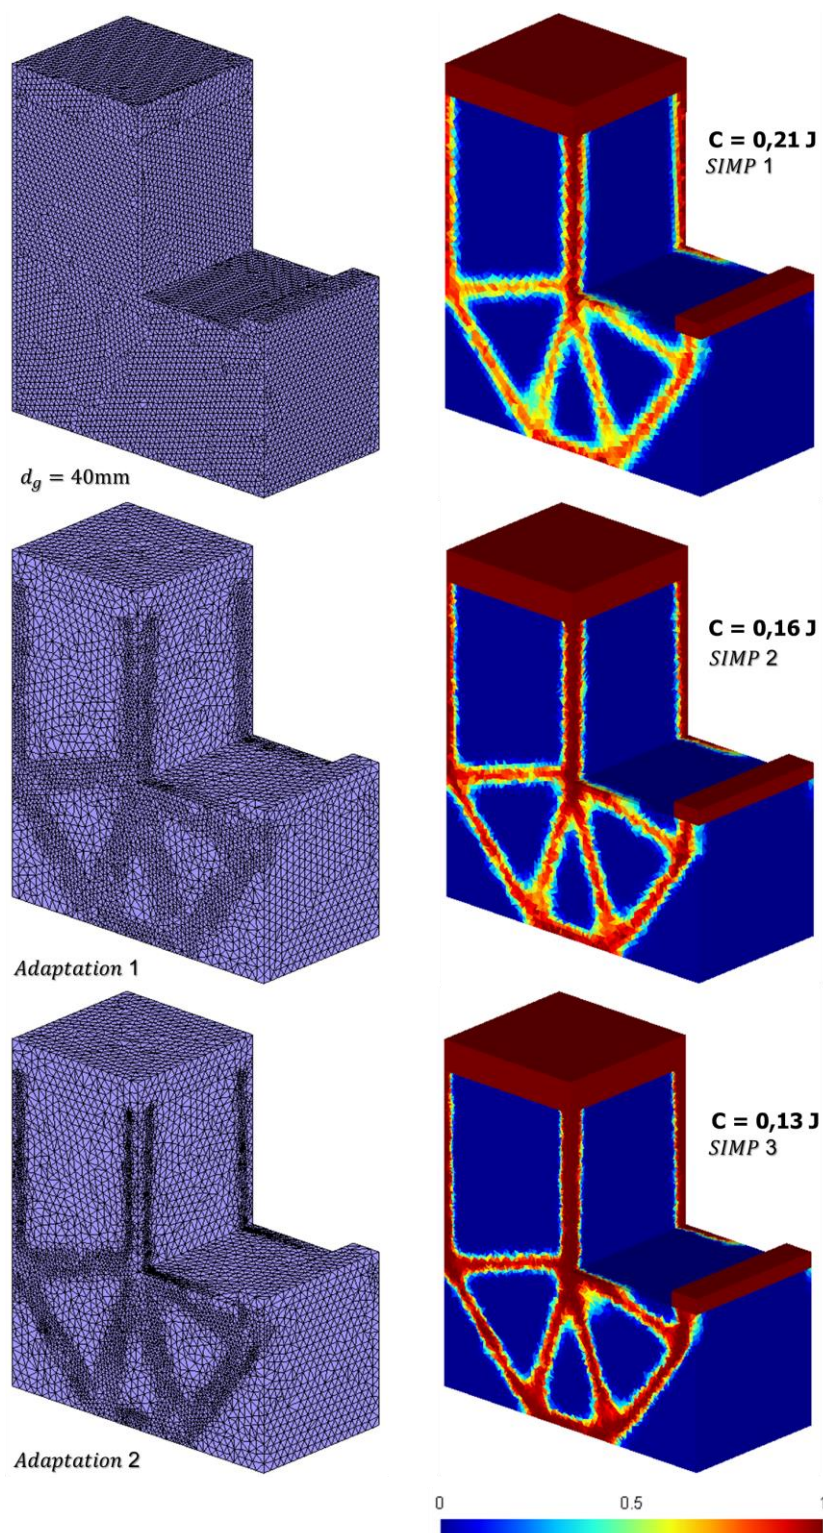 C = 0,21 J
SIMP 1
d_g = 40mm
C = 0,16 J
SIMP 2
Adaptation 1
C = 0,13 J
SIMP 3
Adaptation 2
0 0.5 1